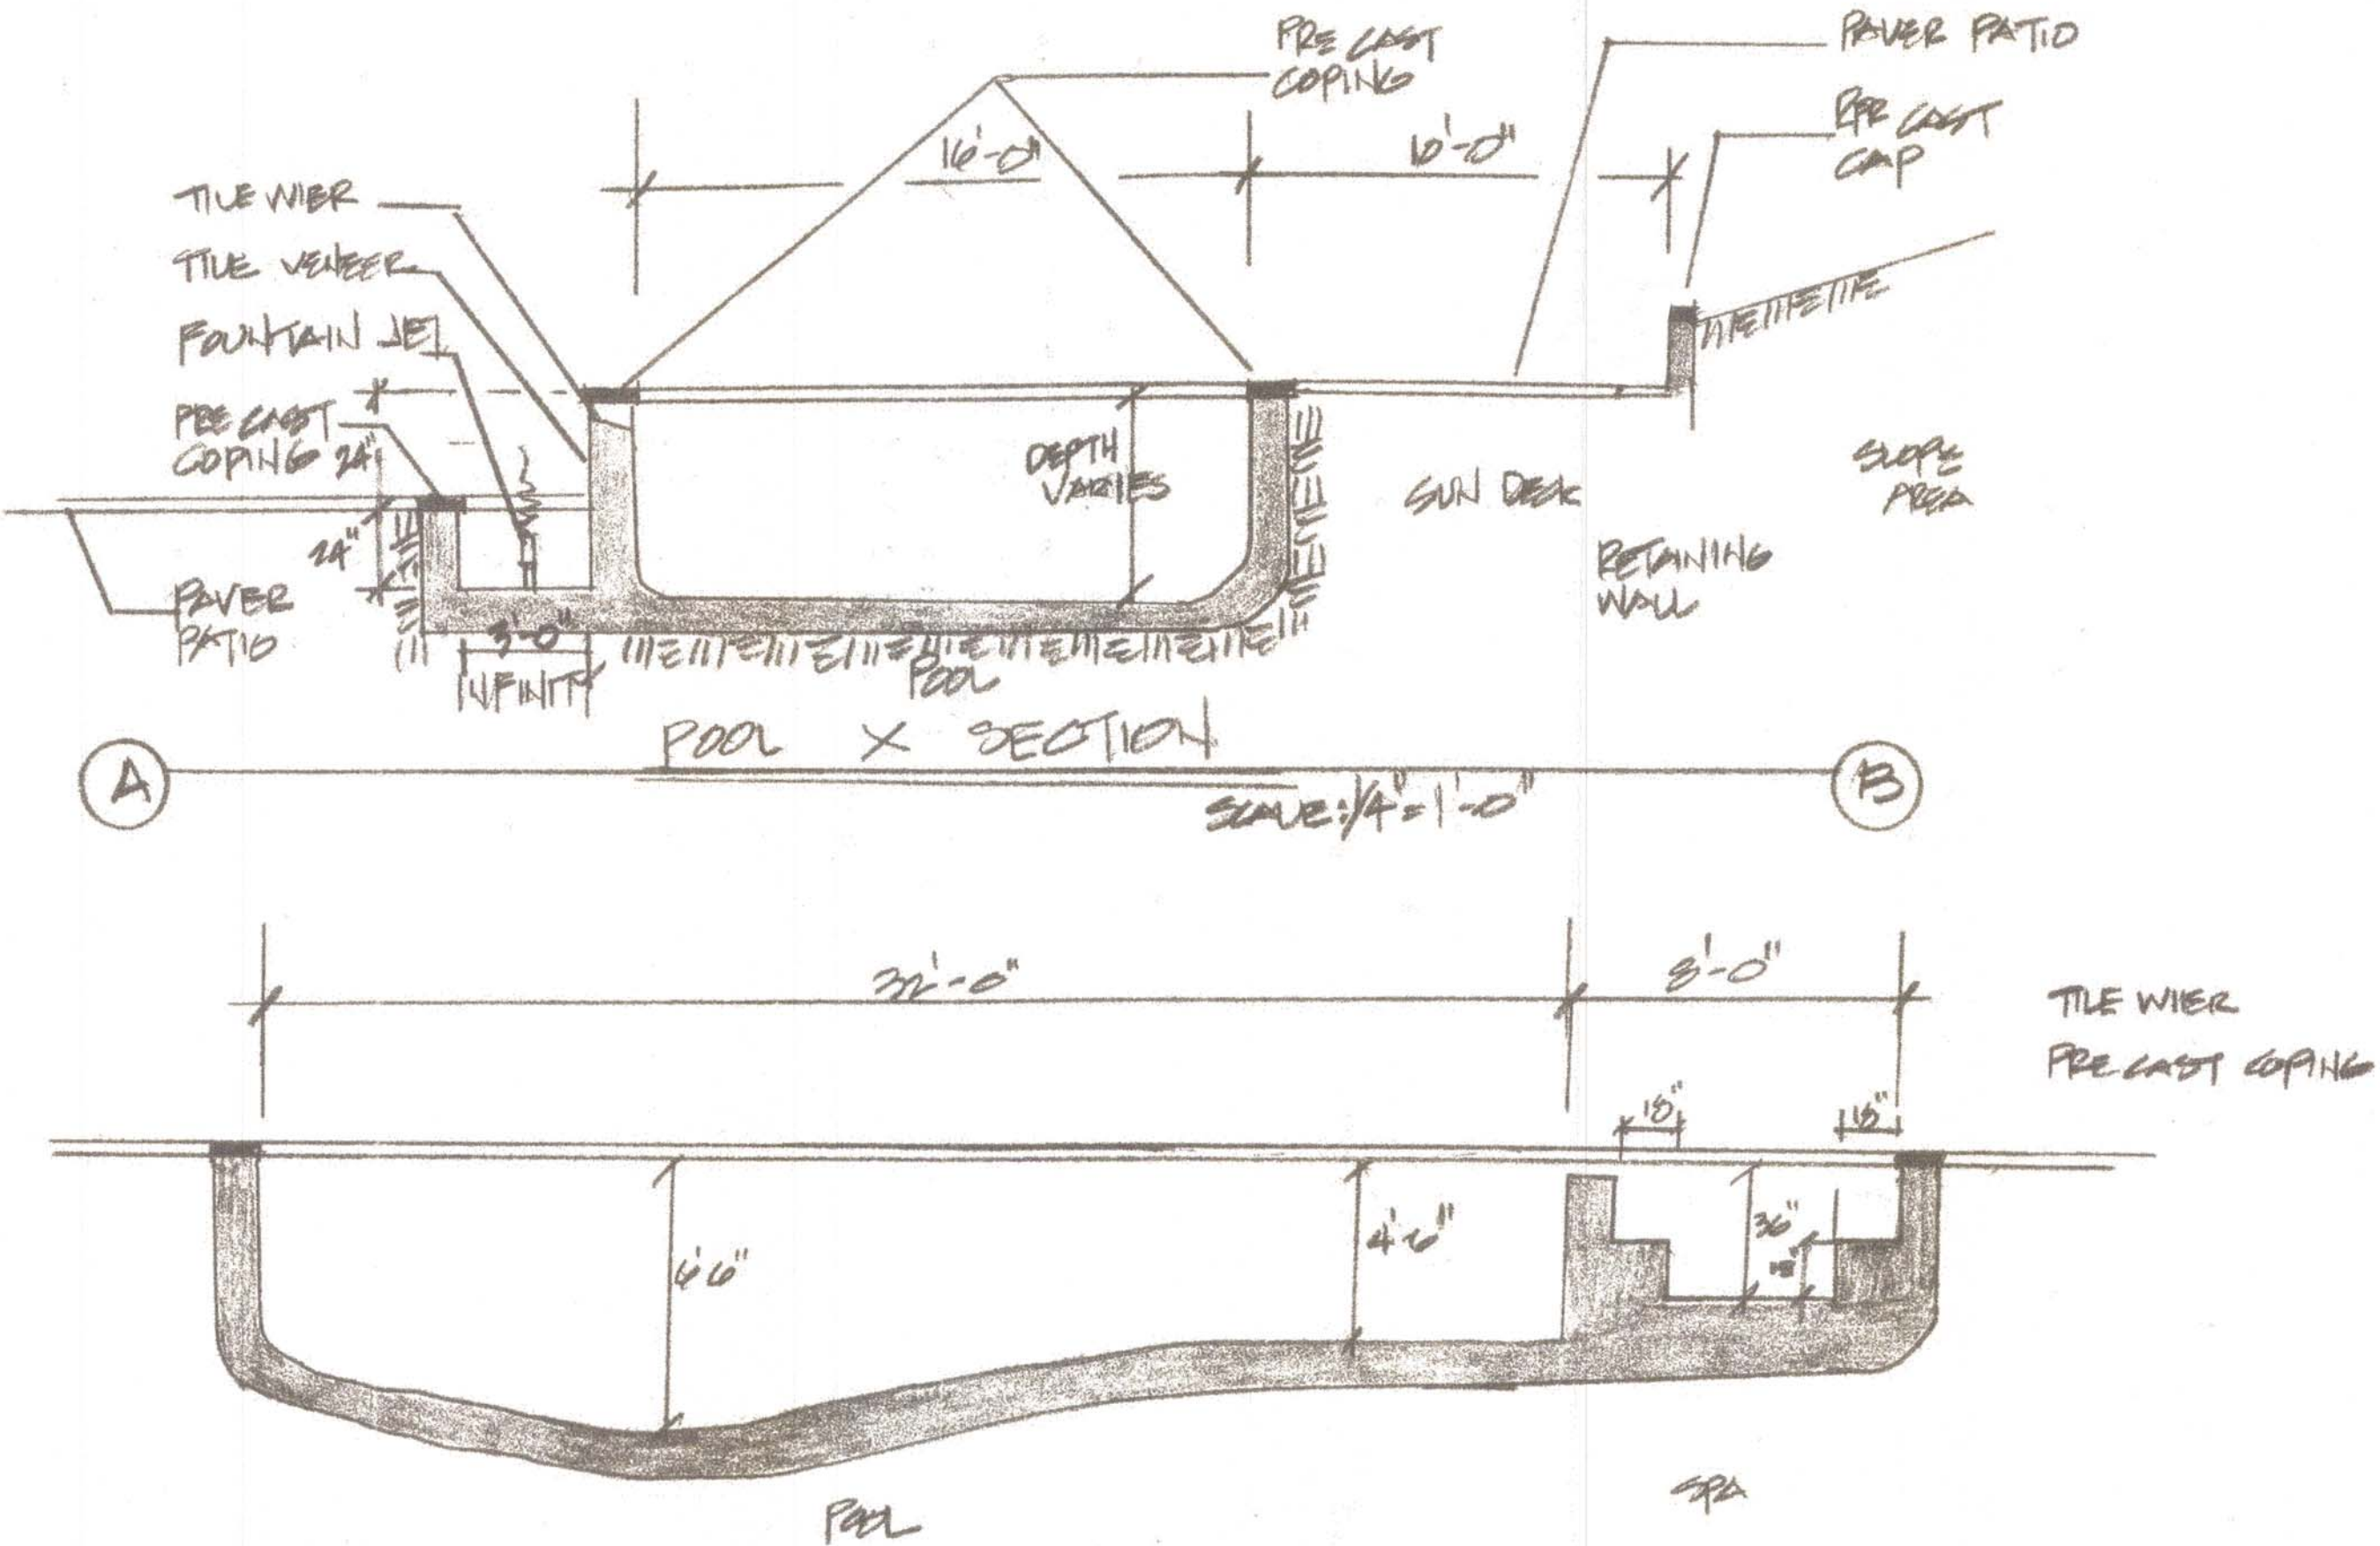 PRE CAST
COPING
PAVER PATIO
PRE CAST
CAP
16'-0"
10'-0"
TILE WIER
TILE VENEER
FOUNTAIN JET
PRE CAST
COPING 24"
24"
PAVER
PATIO
DEPTH
VARIES
SUN DECK
SLOPE
AREA
RETAINING
WALL
3'-0"
INFINITY
POOL
POOL X SECTION
A
B
SCALE: 1/4" = 1'-0"
32'-0"
8'-0"
TILE WIER
PRE CAST COPING
18"
18"
6'6"
4'-6"
36"
18"
POOL
SPA